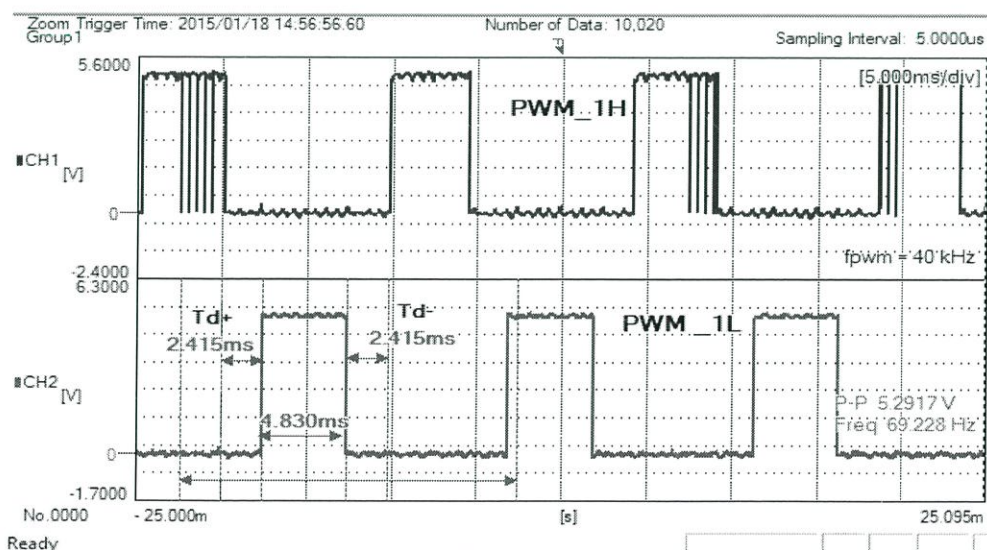 Zoom Trigger Time: 2015/01/18 14:56:56.60 Number of Data: 10,020
Group1 Sampling Interval: 5.0000us
5.6000 [5.000ms/div]
PWM_1H
CH1
[V]
0
fpwm = 40 kHz
-2.4000
6.3000
Td+ Td- PWM _1L
2.415ms 2.415ms
CH2
[V]
P-P 5.2917 V
4.830ms Freq 69.228 Hz
0
-1.7000
No.0000 - 25.000m [s] 25.095m
Ready